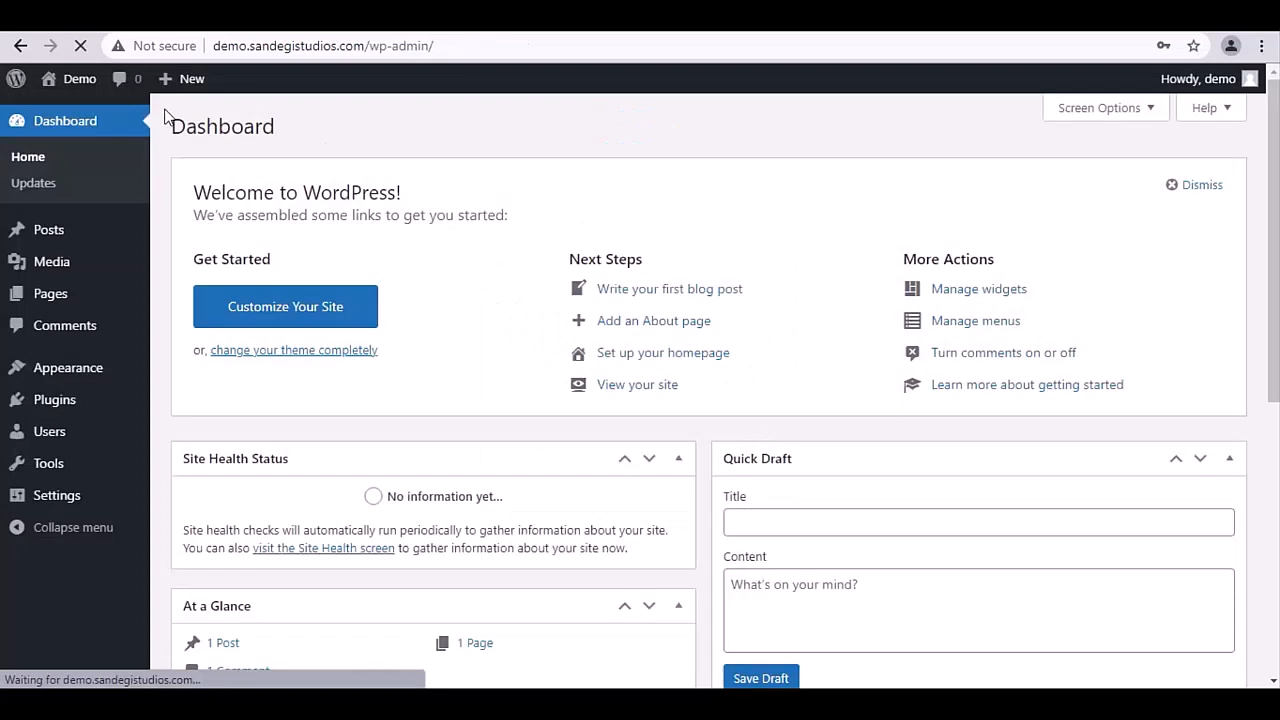 Not secure demo.sandegistudios.com/wp-admin/
Demo 0 New Howdy, demo
Dashboard
Home
Updates
Posts
Media
Pages
Comments
Appearance
Plugins
Users
Tools
Settings
Collapse menu
Screen Options Help
Dashboard
Welcome to WordPress!
Dismiss
We've assembled some links to get you started:
Get Started
Customize Your Site
or, change your theme completely
Next Steps
Write your first blog post
Add an About page
Set up your homepage
View your site
More Actions
Manage widgets
Manage menus
Turn comments on or off
Learn more about getting started
Site Health Status
No information yet...
Site health checks will automatically run periodically to gather information about your site.
You can also visit the Site Health screen to gather information about your site now.
At a Glance
1 Post 1 Page
1 Comment
Quick Draft
Title
Content
What's on your mind?
Save Draft
Waiting for demo.sandegistudios.com...